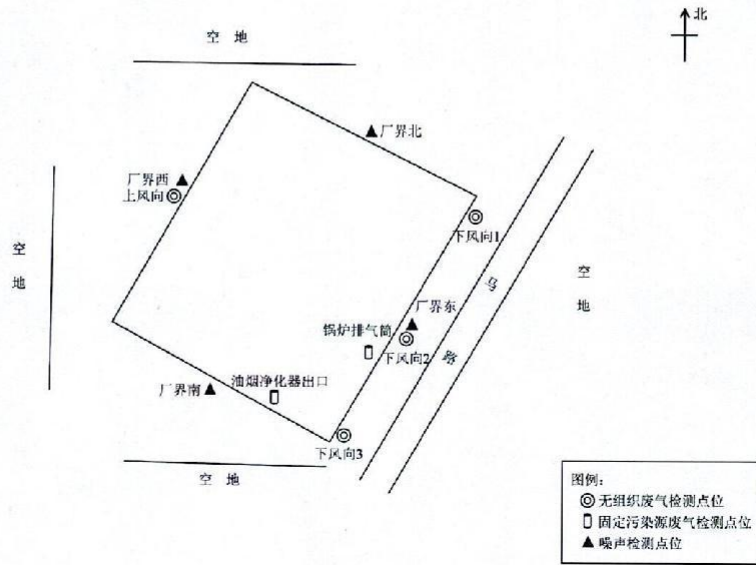 空 地
北
厂界北
厂界西
上风向
下风向1
空
地
空
地
马
路
厂界东
锅炉排气筒
下风向2
油烟净化器出口
厂界南
下风向3
空 地
图例：
无组织废气检测点位
固定污染源废气检测点位
噪声检测点位